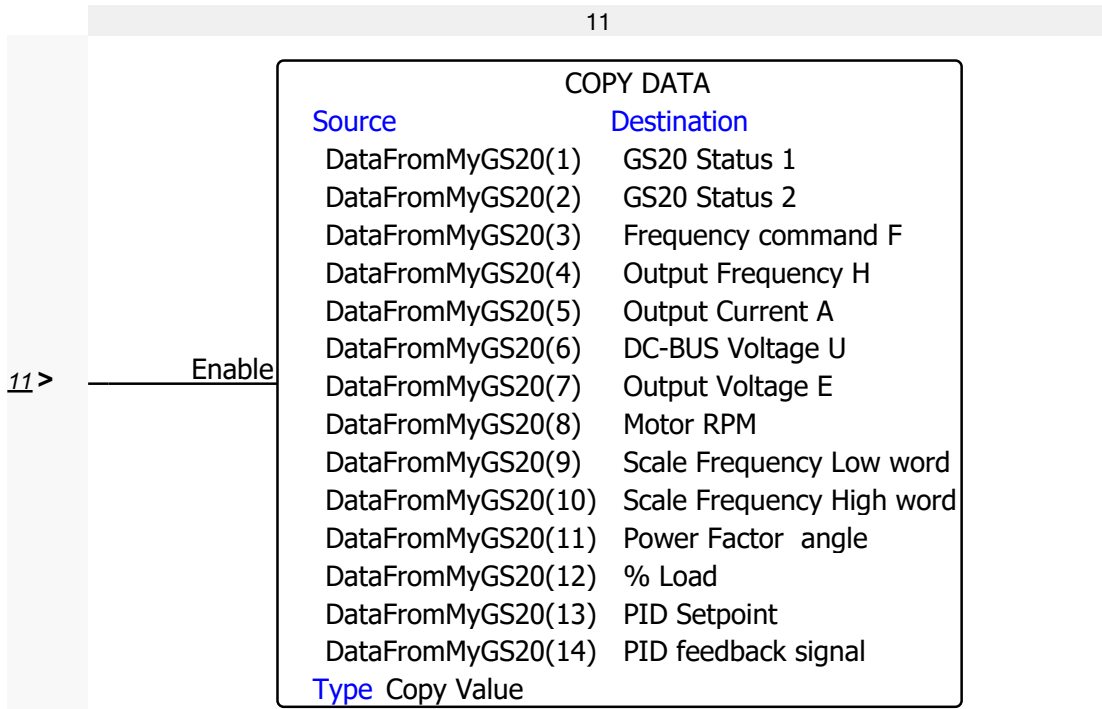 11
COPY DATA
Source Destination
DataFromMyGS20(1) GS20 Status 1
DataFromMyGS20(2) GS20 Status 2
DataFromMyGS20(3) Frequency command F
DataFromMyGS20(4) Output Frequency H
DataFromMyGS20(5) Output Current A
DataFromMyGS20(6) DC-BUS Voltage U
11> Enable DataFromMyGS20(7) Output Voltage E
DataFromMyGS20(8) Motor RPM
DataFromMyGS20(9) Scale Frequency Low word
DataFromMyGS20(10) Scale Frequency High word
DataFromMyGS20(11) Power Factor  angle
DataFromMyGS20(12) % Load
DataFromMyGS20(13) PID Setpoint
DataFromMyGS20(14) PID feedback signal
Type Copy Value